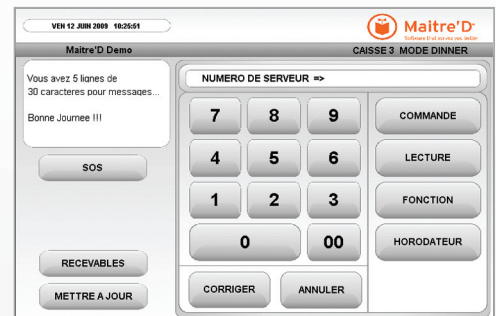 VEN 12 JUIN 2009 10:25:51
Maitre'D
Maitre'D Demo
CAISSE 3 MODE DINNER
Vous avez 5 lignes de
30 caracteres pour messages...
Bonne Journee !!!
NUMERO DE SERVEUR =>
7 8 9
COMMANDE
SOS
4 5 6
LECTURE
1 2 3
FONCTION
0 00
HORODATEUR
RECEVABLES
CORRIGER
ANNULER
METTRE A JOUR